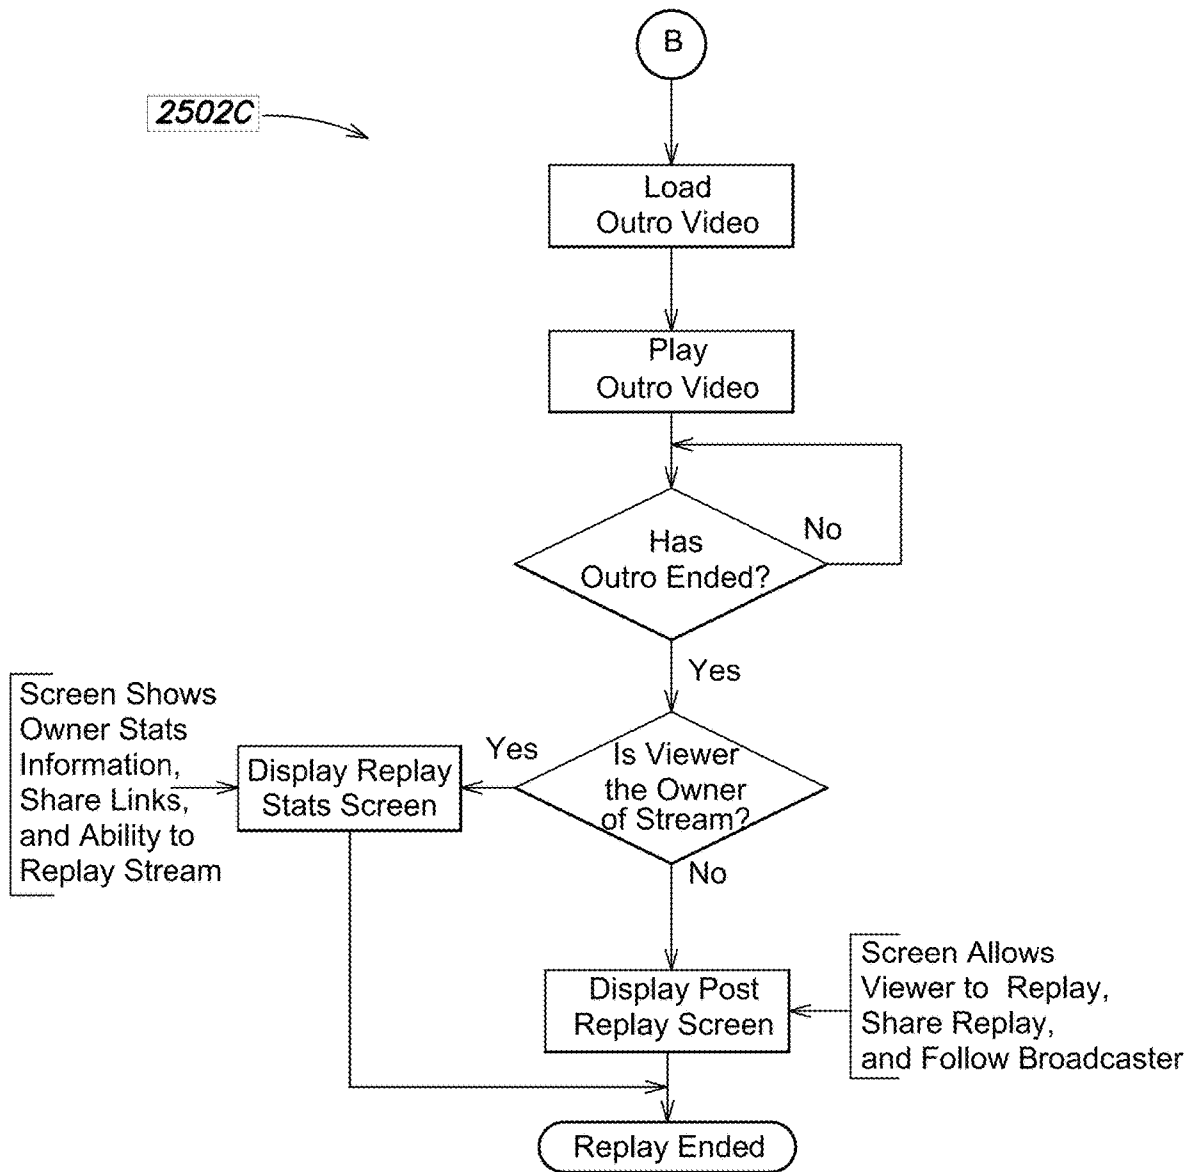 B
2502C
Load
Outro Video
Play
Outro Video
Has
Outro Ended?
No
Yes
Is Viewer
the Owner
of Stream?
Yes
No
Display Replay
Stats Screen
Screen Shows
Owner Stats
Information,
Share Links,
and Ability to
Replay Stream
Display Post
Replay Screen
Screen Allows
Viewer to Replay,
Share Replay,
and Follow Broadcaster
Replay Ended